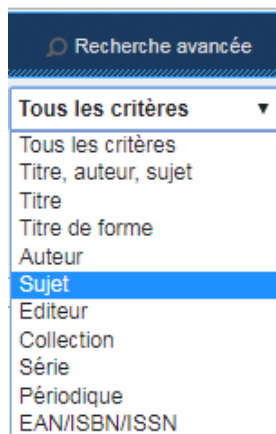 Recherche avancée
Tous les critères
Tous les critères
Titre, auteur, sujet
Titre
Titre de forme
Auteur
Sujet
Editeur
Collection
Série
Périodique
EAN/ISBN/ISSN